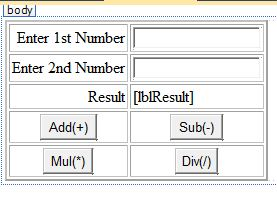 body
Enter 1st Number
Enter 2nd Number
Result [lblResult]
Add(+) Sub(-)
Mul(*) Div(/)